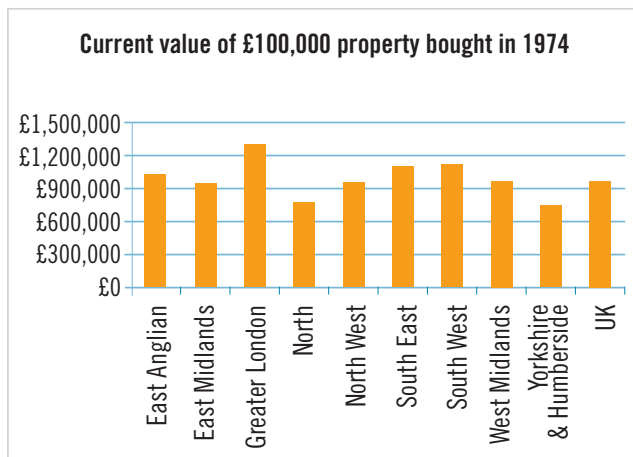 Current value of £100,000 property bought in 1974
£1,500,000
£1,200,000
£900,000
£600,000
£300,000
£0
East Anglian
East Midlands
Greater London
North
North West
South East
South West
West Midlands
Yorkshire
& Humberside
UK